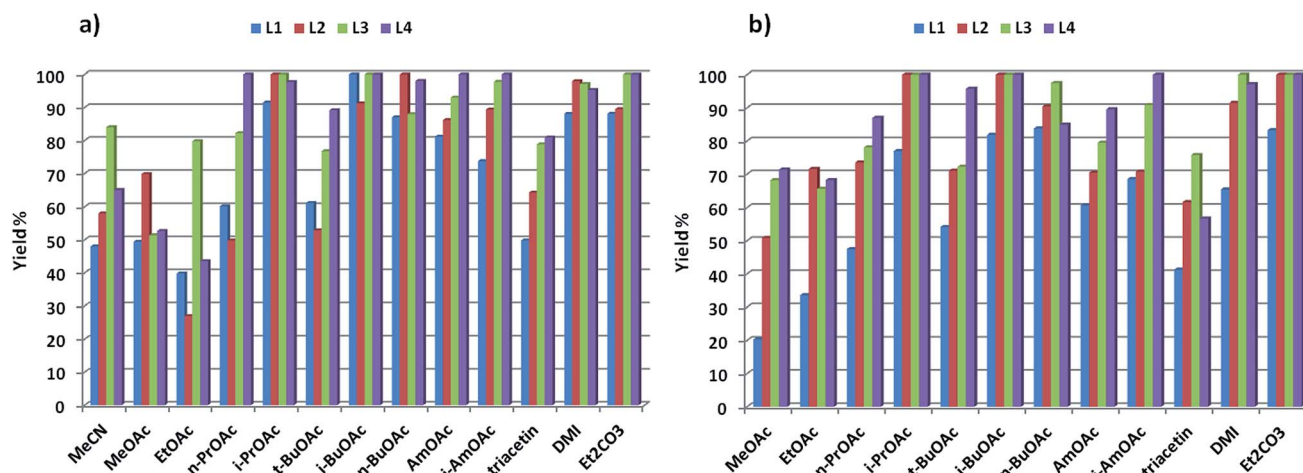 a)
L1 L2 L3 L4
Yield%
100
90
80
70
60
50
40
30
20
10
0
MeCN
MeOAc
EtOAc
n-PrOAc
i-PrOAc
t-BuOAc
i-BuOAc
n-BuOAc
AmOAc
i-AmOAc
triacetin
DMI
Et2CO3
b)
L1 L2 L3 L4
Yield%
100
90
80
70
60
50
40
30
20
10
0
MeOAc
EtOAc
n-PrOAc
i-PrOAc
t-BuOAc
i-BuOAc
n-BuOAc
AmOAc
i-AmOAc
triacetin
DMI
Et2CO3